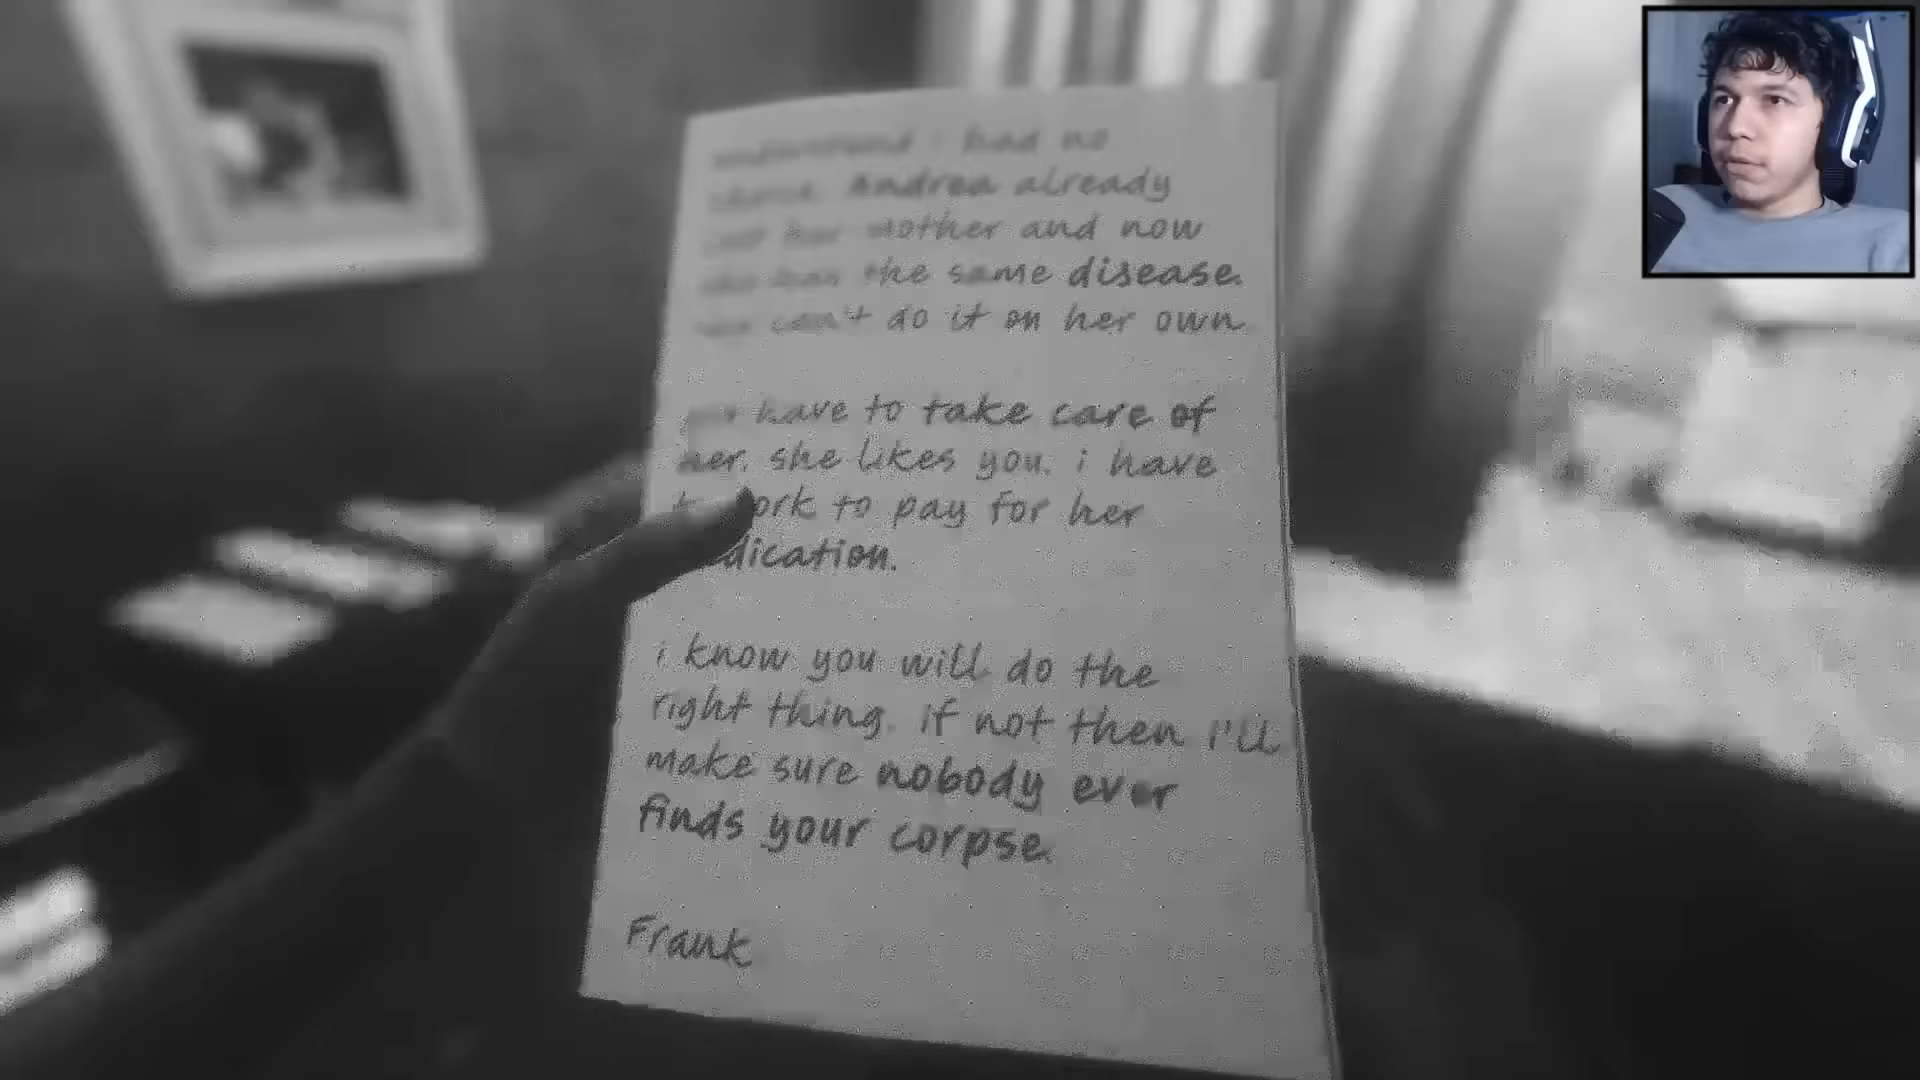 understand i had no
choice. Andrea already
lost her mother and now
she has the same disease.
she can't do it on her own.
you have to take care of
her. she likes you. i have
ork to pay for her
dication.
i know you will do the
right thing. if not then i'll
make sure nobody ever
finds your corpse.
Frank